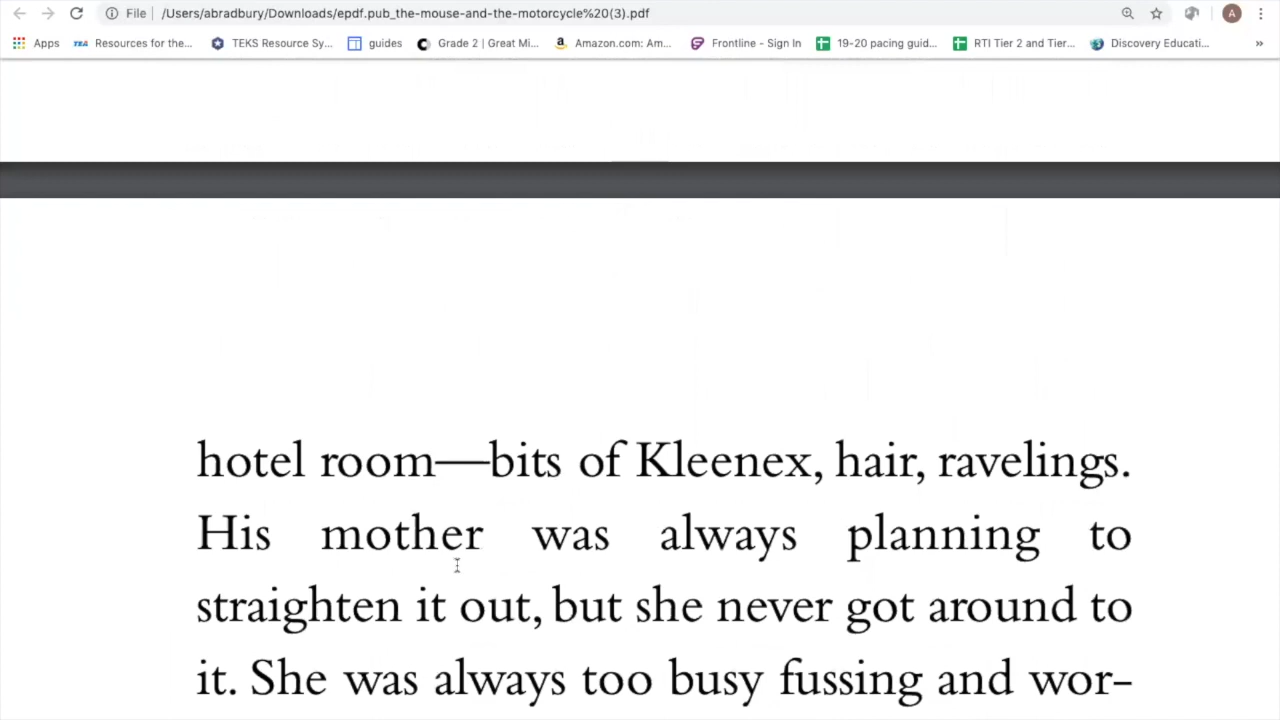 File /Users/abradbury/Downloads/epdf.pub_the-mouse-and-the-motorcycle%20(3).pdf A
Apps TEA Resources for the... TEKS Resource Sy... guides Grade 2 | Great Mi... Amazon.com: Am... Frontline - Sign In 19-20 pacing guid... RTI Tier 2 and Tier... Discovery Educati... »
hotel room—bits of Kleenex, hair, ravelings.
His mother was always planning to
straighten it out, but she never got around to
it. She was always too busy fussing and wor-